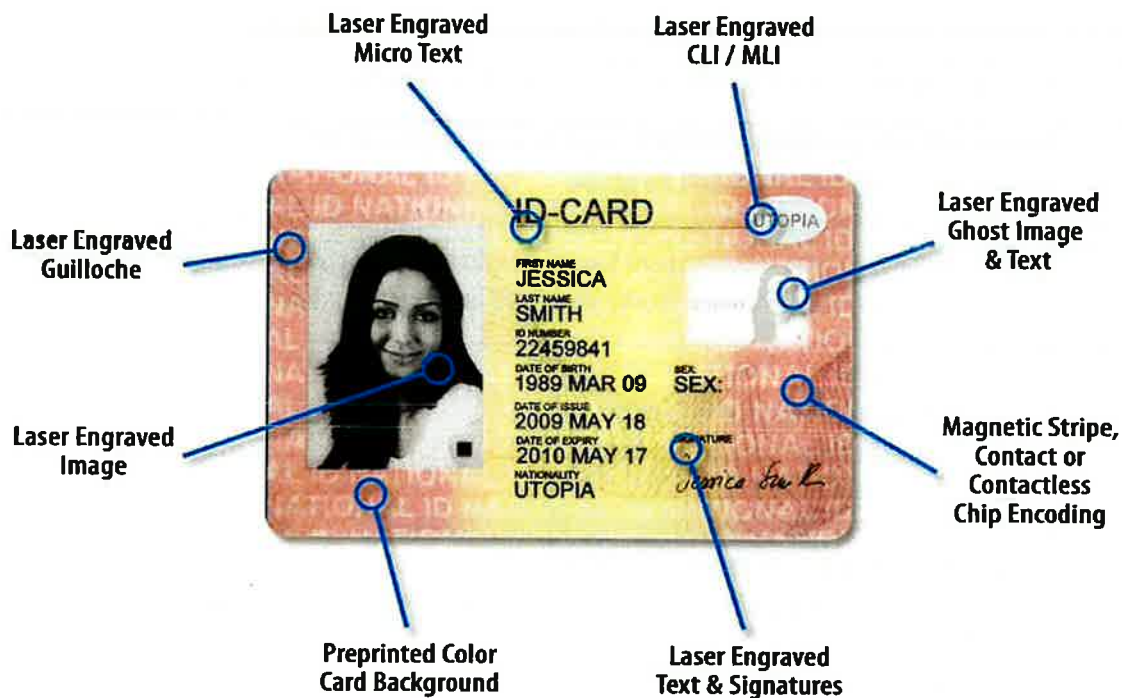 Laser Engraved
Micro Text
Laser Engraved
CLI / MLI
Laser Engraved
Guilloche
Laser Engraved
Ghost Image
& Text
Laser Engraved
Image
Magnetic Stripe,
Contact or
Contactless
Chip Encoding
Preprinted Color
Card Background
Laser Engraved
Text & Signatures
ID-CARD
UTOPIA
FIRST NAME
JESSICA
LAST NAME
SMITH
ID NUMBER
22459841
DATE OF BIRTH
1989 MAR 09
SEX:
SEX:
DATE OF ISSUE
2009 MAY 18
DATE OF EXPIRY
2010 MAY 17
SIGNATURE
NATIONALITY
UTOPIA
Jessica
NATIONAL ID